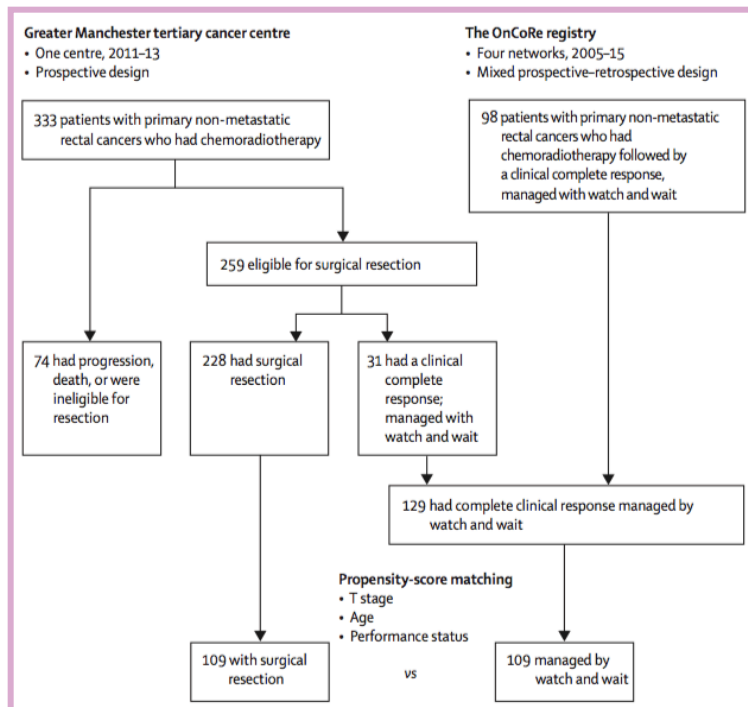 Greater Manchester tertiary cancer centre
• One centre, 2011–13
• Prospective design
The OnCoRe registry
• Four networks, 2005–15
• Mixed prospective–retrospective design
333 patients with primary non-metastatic
rectal cancers who had chemoradiotherapy
98 patients with primary non-metastatic
rectal cancers who had
chemoradiotherapy followed by
a clinical complete response,
managed with watch and wait
259 eligible for surgical resection
74 had progression,
death, or were
ineligible for
resection
228 had surgical
resection
31 had a clinical
complete
response;
managed with
watch and wait
129 had complete clinical response managed by
watch and wait
Propensity-score matching
• T stage
• Age
• Performance status
109 with surgical
resection
vs
109 managed by
watch and wait